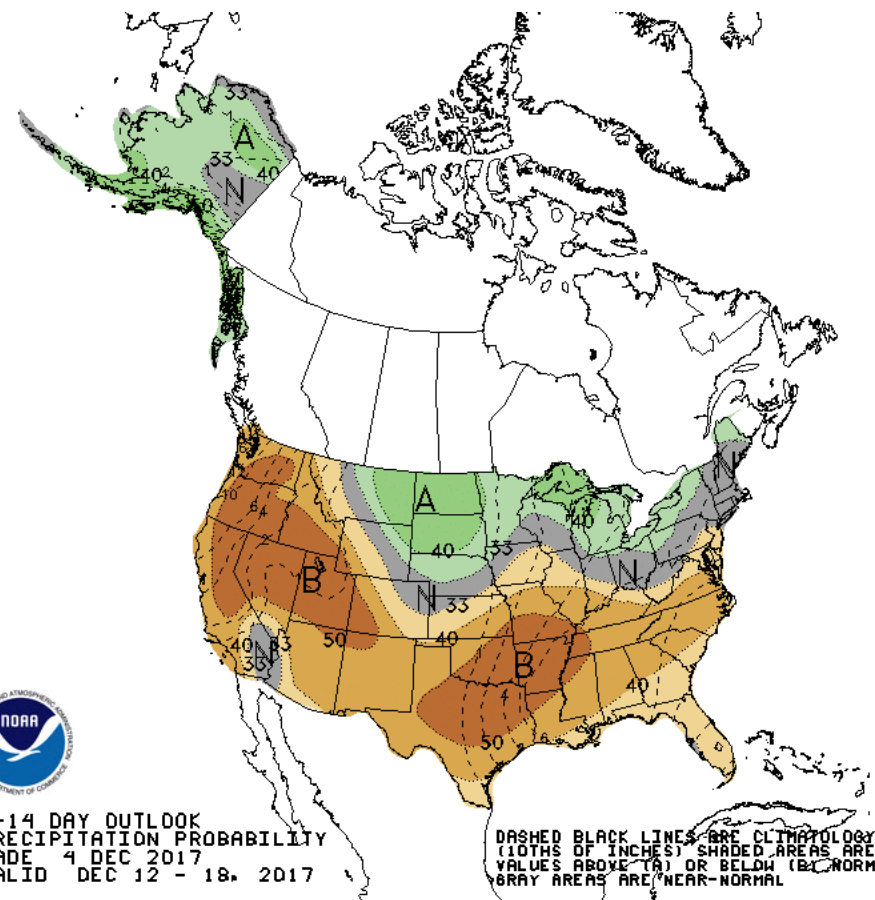 33
A
33
40
40
N
N
A
40
33
40
N
N
33
B
40
33
N
33
50
40
B
40
50
NOAA
-14 DAY OUTLOOK
RECIPITATION PROBABILITY
ADE 4 DEC 2017
ALID DEC 12 - 18, 2017
DASHED BLACK LINES ARE CLIMATOLOGY
(10THS OF INCHES) SHADED AREAS ARE
VALUES ABOVE (A) OR BELOW (B) NORM
GRAY AREAS ARE NEAR-NORMAL